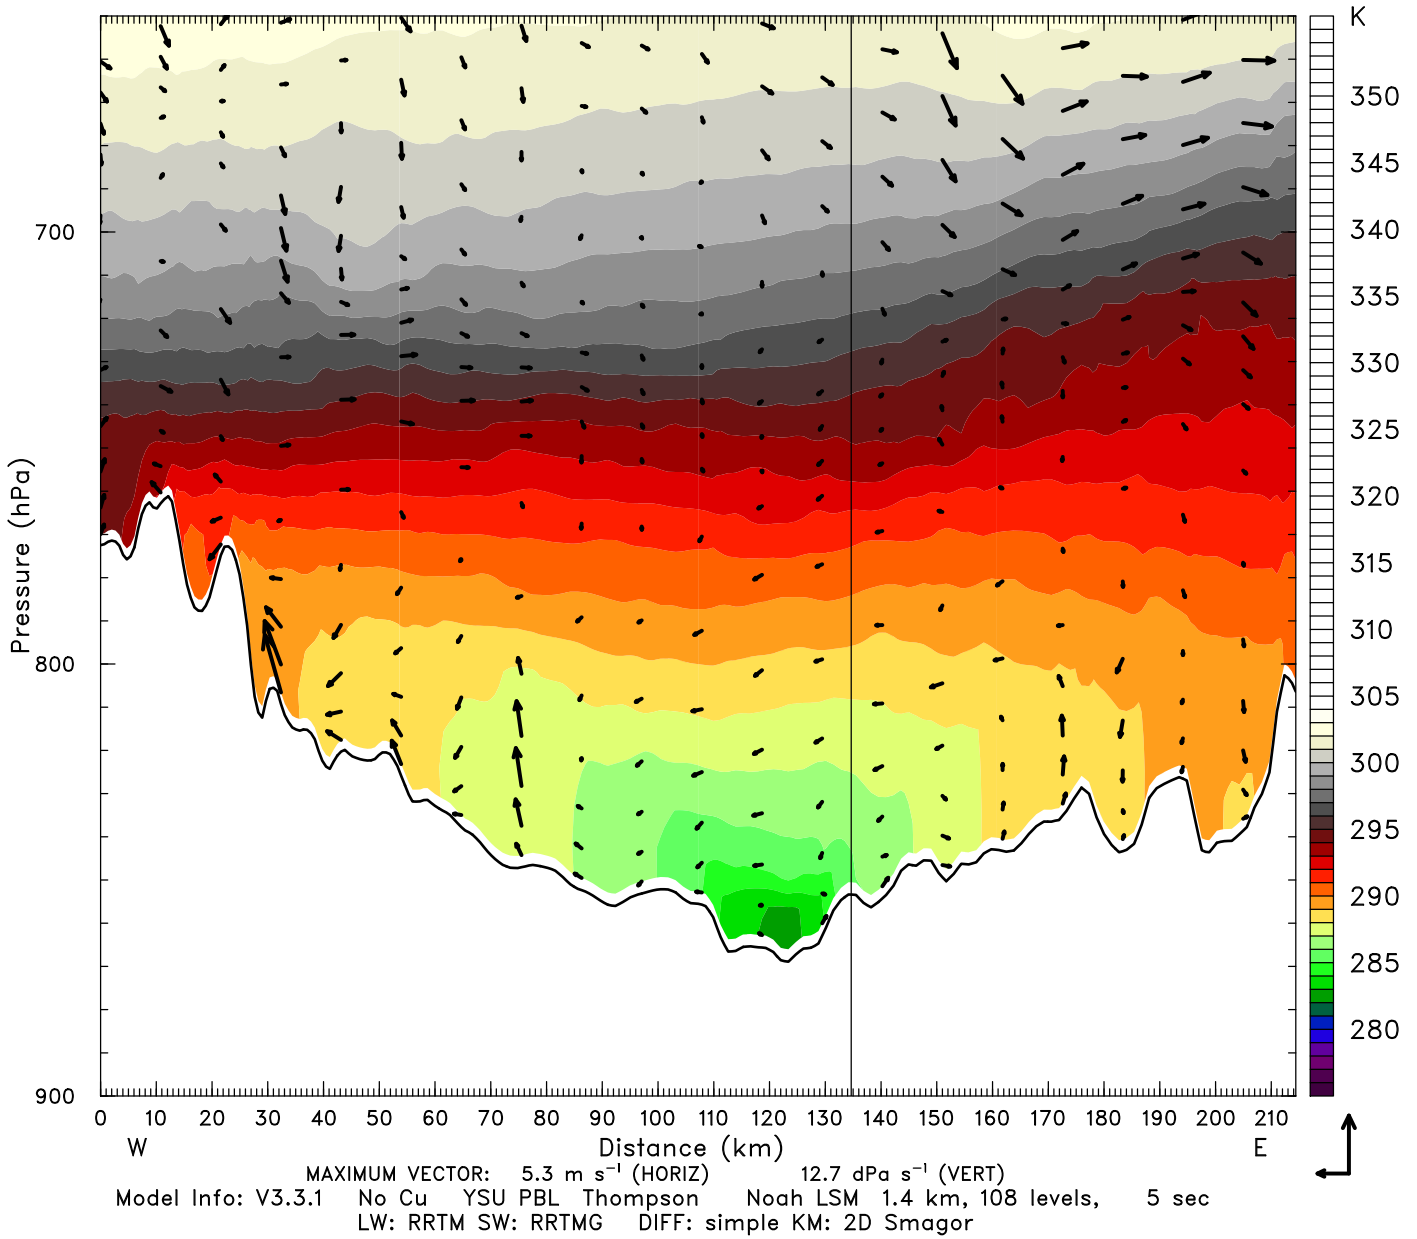 K
350
345
340
335
330
325
320
315
310
305
300
295
290
285
280
700
800
900
Pressure (hPa)
0 10 20 30 40 50 60 70 80 90 100 110 120 130 140 150 160 170 180 190 200 210
W Distance (km) E
MAXIMUM VECTOR: 5.3 m s⁻¹ (HORIZ) 12.7 dPa s⁻¹ (VERT)
Model Info: V3.3.1 No Cu YSU PBL Thompson Noah LSM 1.4 km, 108 levels, 5 sec
LW: RRTM SW: RRTMG DIFF: simple KM: 2D Smagor